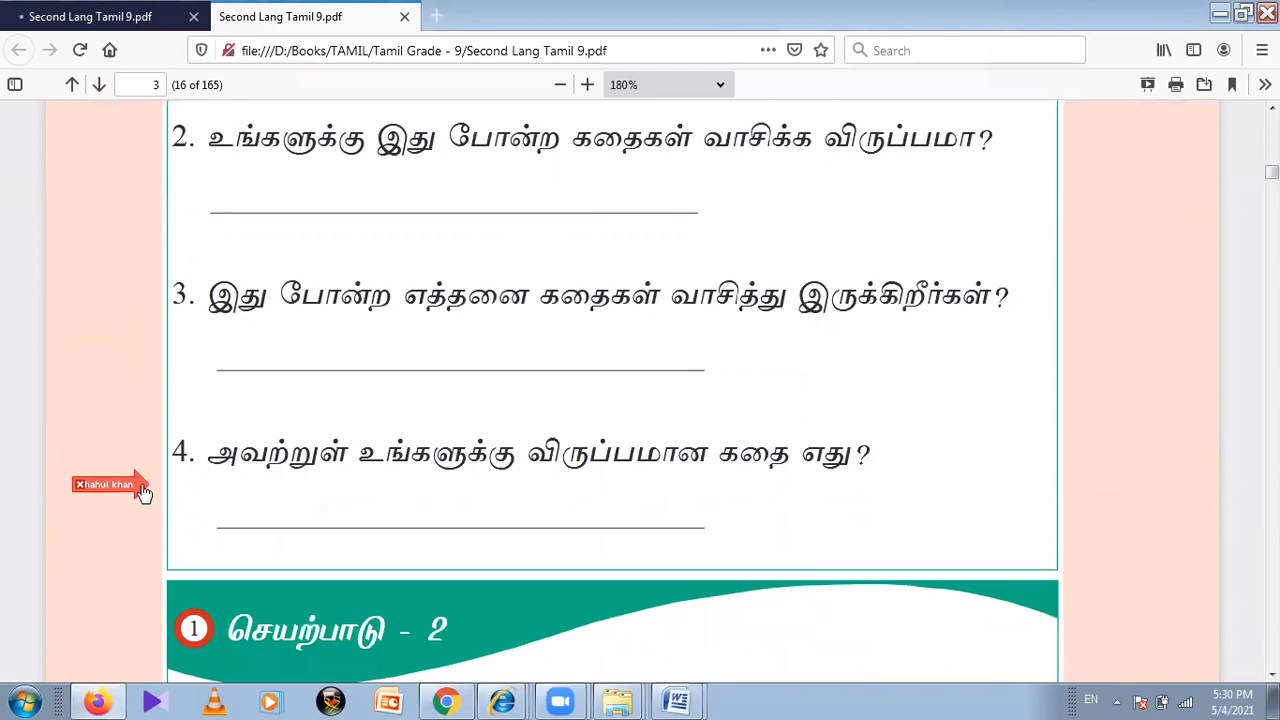 Second Lang Tamil 9.pdf
Second Lang Tamil 9.pdf
file:///D:/Books/TAMIL/Tamil Grade - 9/Second Lang Tamil 9.pdf
Search
3 (16 of 165)
180%
2. உங்களுக்கு இது போன்ற கதைகள் வாசிக்க விருப்பமா?
3. இது போன்ற எத்தனை கதைகள் வாசித்து இருக்கிறீர்கள்?
4. அவற்றுள் உங்களுக்கு விருப்பமான கதை எது?
hahul khan
1 செயற்பாடு - 2
EN
5:30 PM
5/4/2021